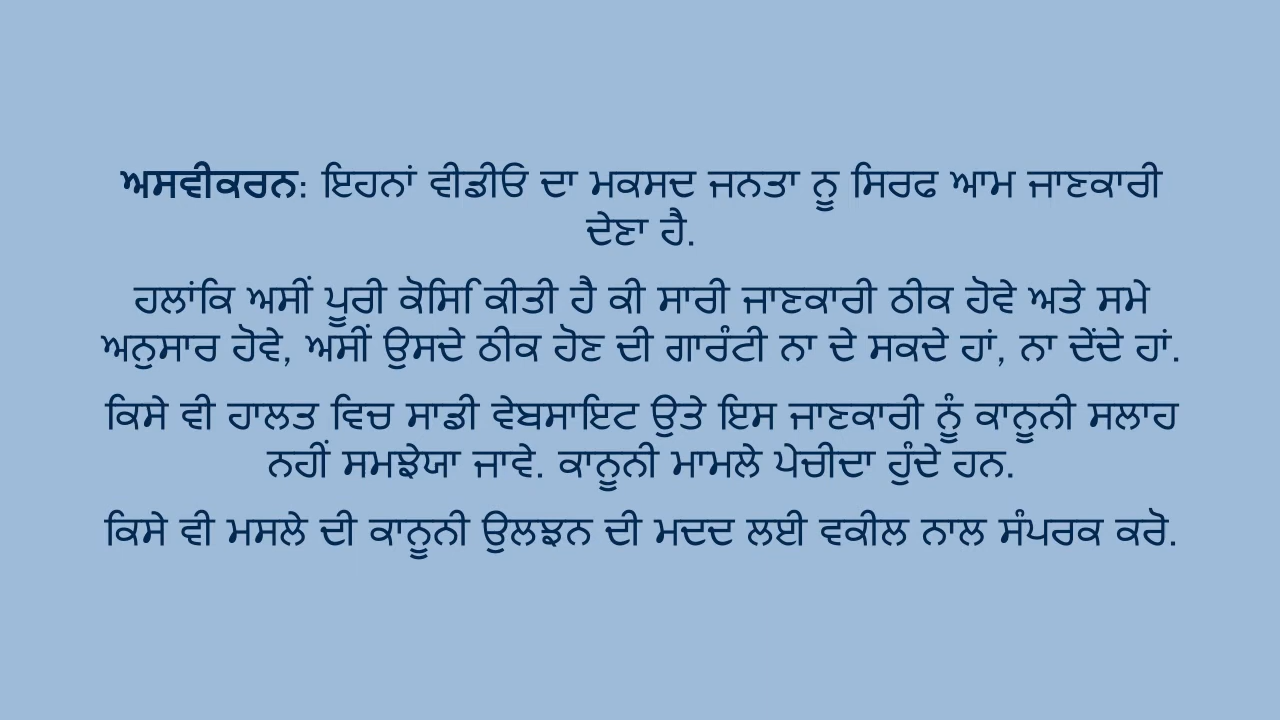 ਅਸਵੀਕਰਨ: ਇਹਨਾਂ ਵੀਡੀਓ ਦਾ ਮਕਸਦ ਜਨਤਾ ਨੂ ਸਿਰਫ ਆਮ ਜਾਣਕਾਰੀ
ਦੇਣਾ ਹੈ.
ਹਲਾਂਕਿ ਅਸੀਂ ਪੂਰੀ ਕੋਸਿ ਿਕੀਤੀ ਹੈ ਕੀ ਸਾਰੀ ਜਾਣਕਾਰੀ ਠੀਕ ਹੋਵੇ ਅਤੇ ਸਮੇ
ਅਨੁਸਾਰ ਹੋਵੇ, ਅਸੀਂ ਉਸਦੇ ਠੀਕ ਹੋਣ ਦੀ ਗਾਰੰਟੀ ਨਾ ਦੇ ਸਕਦੇ ਹਾਂ, ਨਾ ਦੇਂਦੇ ਹਾਂ.
ਕਿਸੇ ਵੀ ਹਾਲਤ ਵਿਚ ਸਾਡੀ ਵੇਬਸਾਇਟ ਉਤੇ ਇਸ ਜਾਣਕਾਰੀ ਨੂੰ ਕਾਨੂਨੀ ਸਲਾਹ
ਨਹੀਂ ਸਮਝੇਯਾ ਜਾਵੇ. ਕਾਨੂਨੀ ਮਾਮਲੇ ਪੇਚੀਦਾ ਹੁੰਦੇ ਹਨ.
ਕਿਸੇ ਵੀ ਮਸਲੇ ਦੀ ਕਾਨੂਨੀ ਉਲਝਨ ਦੀ ਮਦਦ ਲਈ ਵਕੀਲ ਨਾਲ ਸੰਪਰਕ ਕਰੋ.